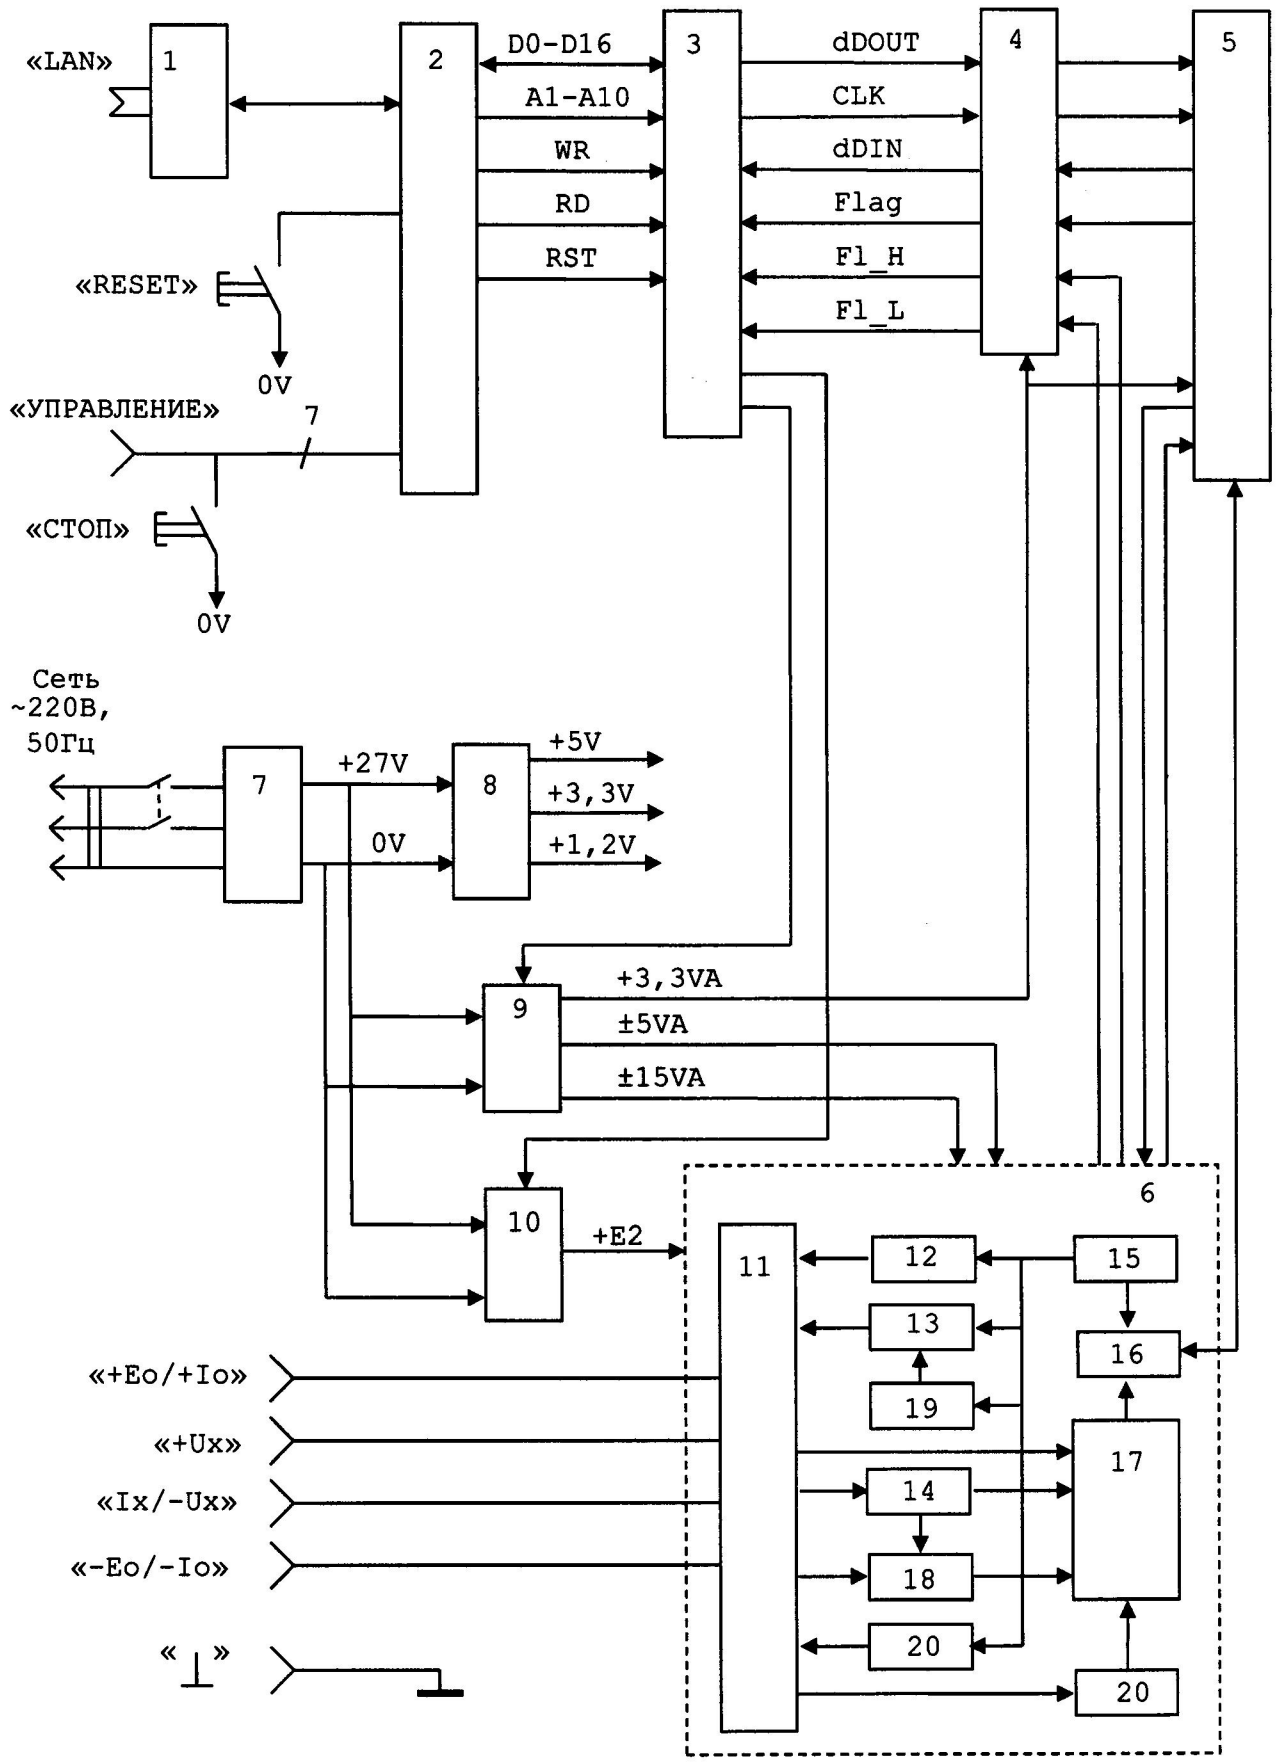 «LAN»
1
2
D0-D16
3
dDOUT
4
5
A1-A10
CLK
WR
dDIN
RD
Flag
RST
Fl_H
Fl_L
«RESET»
0V
«УПРАВЛЕНИЕ»
7
«СТОП»
0V
Сеть
~220В,
50Гц
7
+27V
0V
8
+5V
+3,3V
+1,2V
9
+3,3VA
±5VA
±15VA
10
+E2
6
11
12
15
13
16
19
17
14
18
20
20
«+Eo/+Io»
«+Ux»
«Ix/-Ux»
«-Eo/-Io»
«⊥»